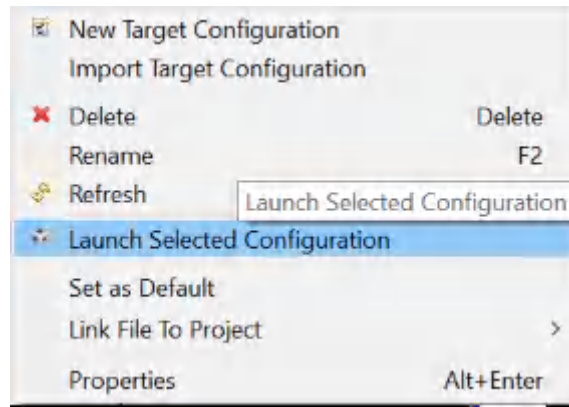 New Target Configuration
Import Target Configuration
Delete Delete
Rename F2
Refresh
Launch Selected Configuration
Launch Selected Configuration
Set as Default
Link File To Project >
Properties Alt+Enter